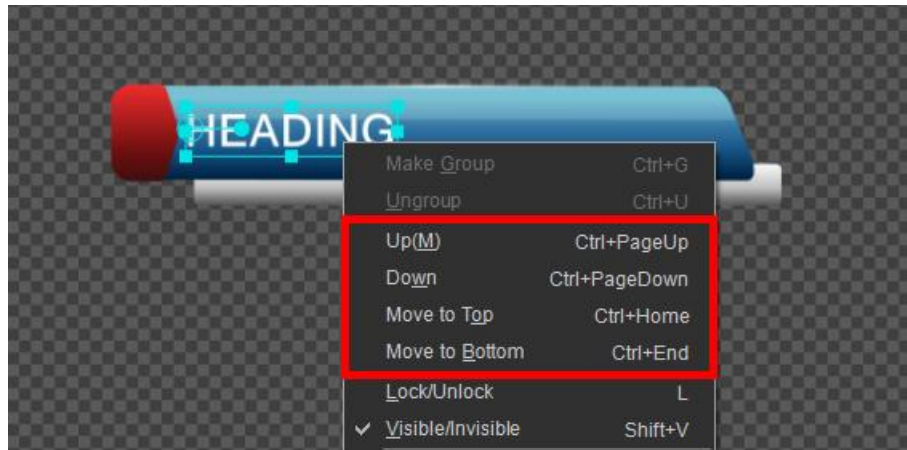 HEADING
Make Group Ctrl+G
Ungroup Ctrl+U
Up(M) Ctrl+PageUp
Down Ctrl+PageDown
Move to Top Ctrl+Home
Move to Bottom Ctrl+End
Lock/Unlock L
Visible/Invisible Shift+V